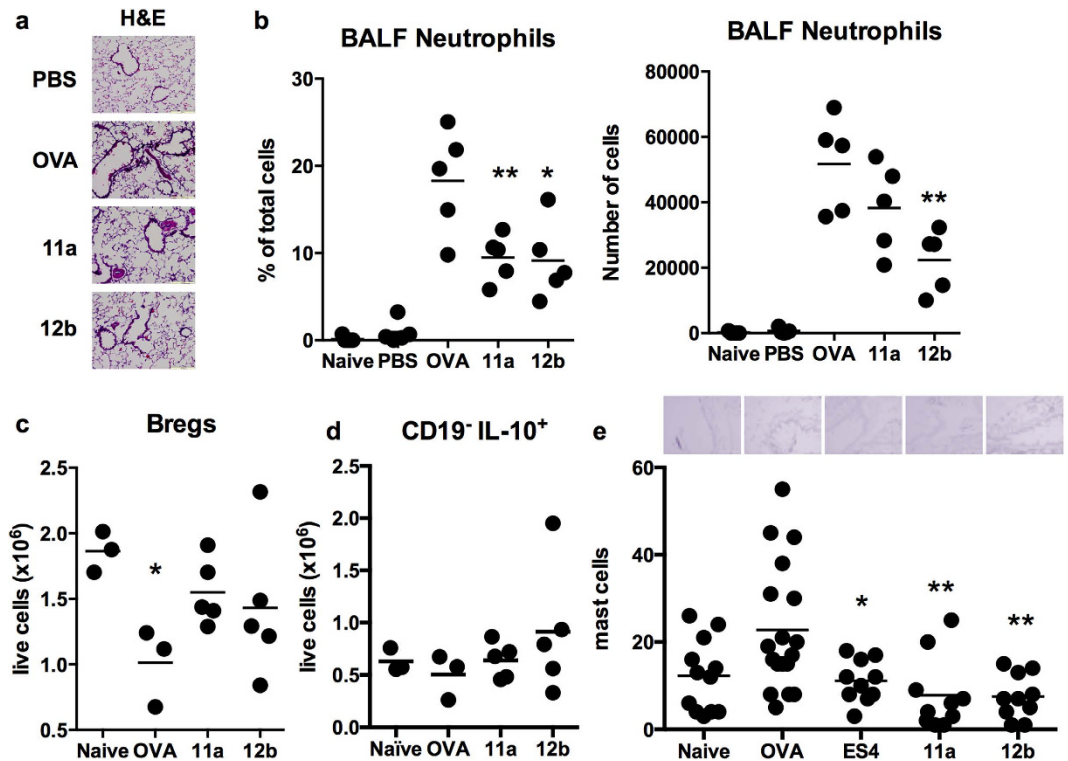 a
H&E
PBS
OVA
11a
12b
b
BALF Neutrophils
% of total cells
30
20
10
0
Naive PBS OVA 11a 12b
**
*
BALF Neutrophils
Number of cells
80000
60000
40000
20000
0
Naive PBS OVA 11a 12b
**
c
Bregs
live cells (x10⁶)
2.5
2.0
1.5
1.0
0.5
Naive OVA 11a 12b
*
d
CD19⁻ IL-10⁺
live cells (x10⁶)
2.5
2.0
1.5
1.0
0.5
0.0
Naïve OVA 11a 12b
e
mast cells
60
40
20
0
Naive OVA ES4 11a 12b
*
**
**